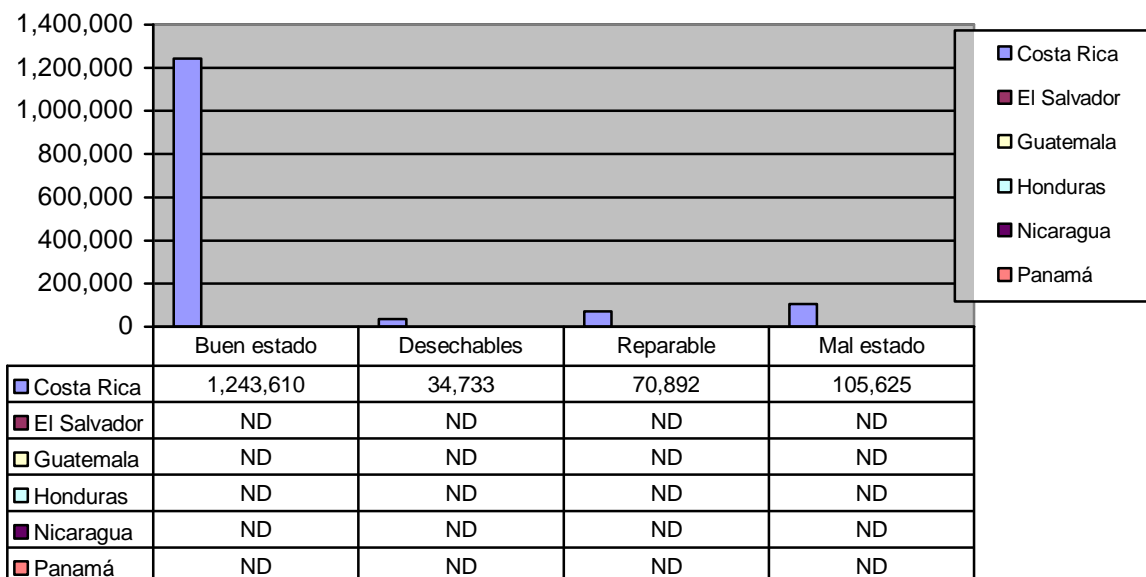 1,400,000
1,200,000
1,000,000
800,000
600,000
400,000
200,000
0
Costa Rica
El Salvador
Guatemala
Honduras
Nicaragua
Panamá
Buen estado Desechables Reparable Mal estado
Costa Rica 1,243,610 34,733 70,892 105,625
El Salvador ND ND ND ND
Guatemala ND ND ND ND
Honduras ND ND ND ND
Nicaragua ND ND ND ND
Panamá ND ND ND ND